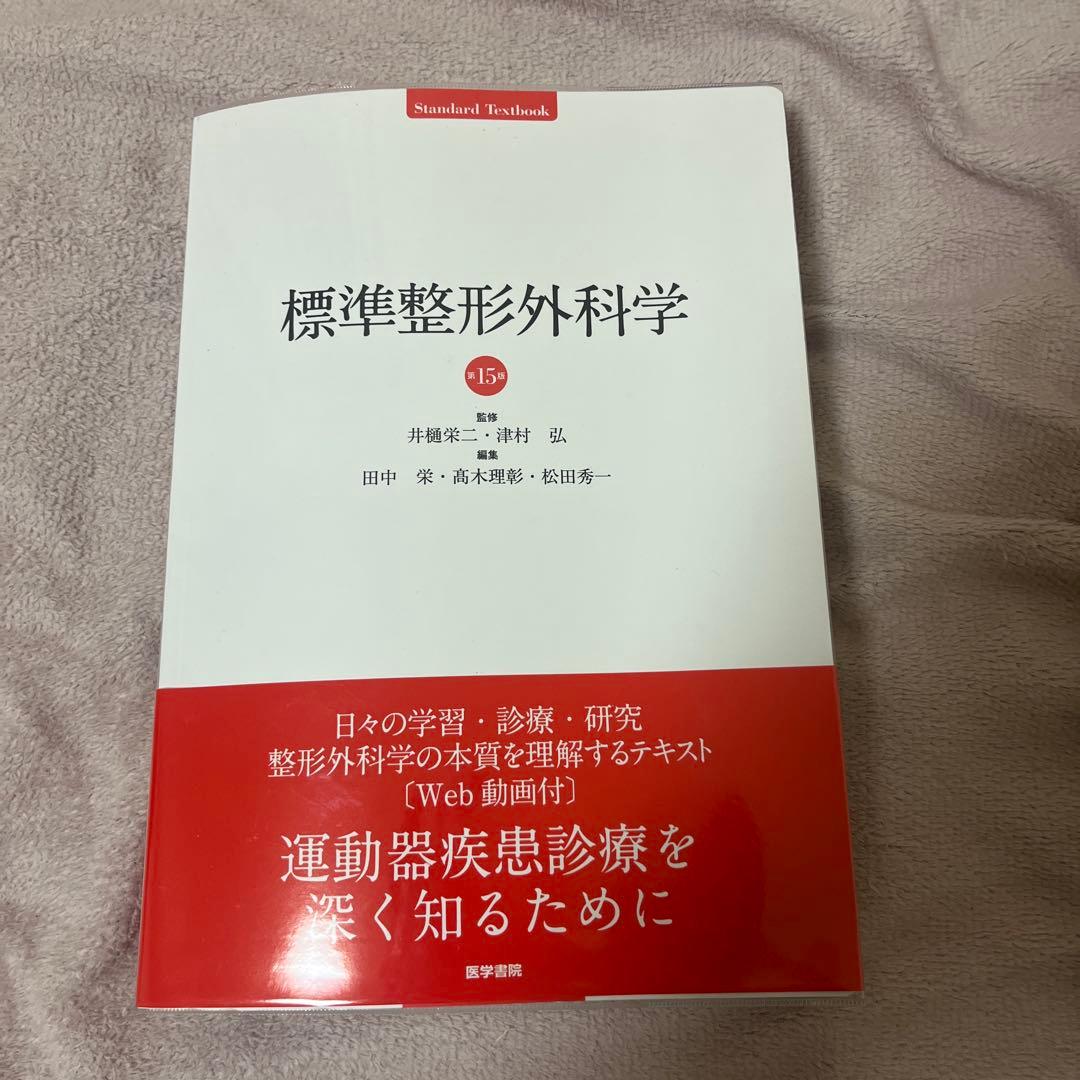 Standard Textbook
標準整形外科学
第15版
監修
井樋栄二・津村　弘
編集
田中　栄・髙木理彰・松田秀一
日々の学習・診療・研究
整形外科学の本質を理解するテキスト
〔Web動画付〕
運動器疾患診療を
深く知るために
医学書院